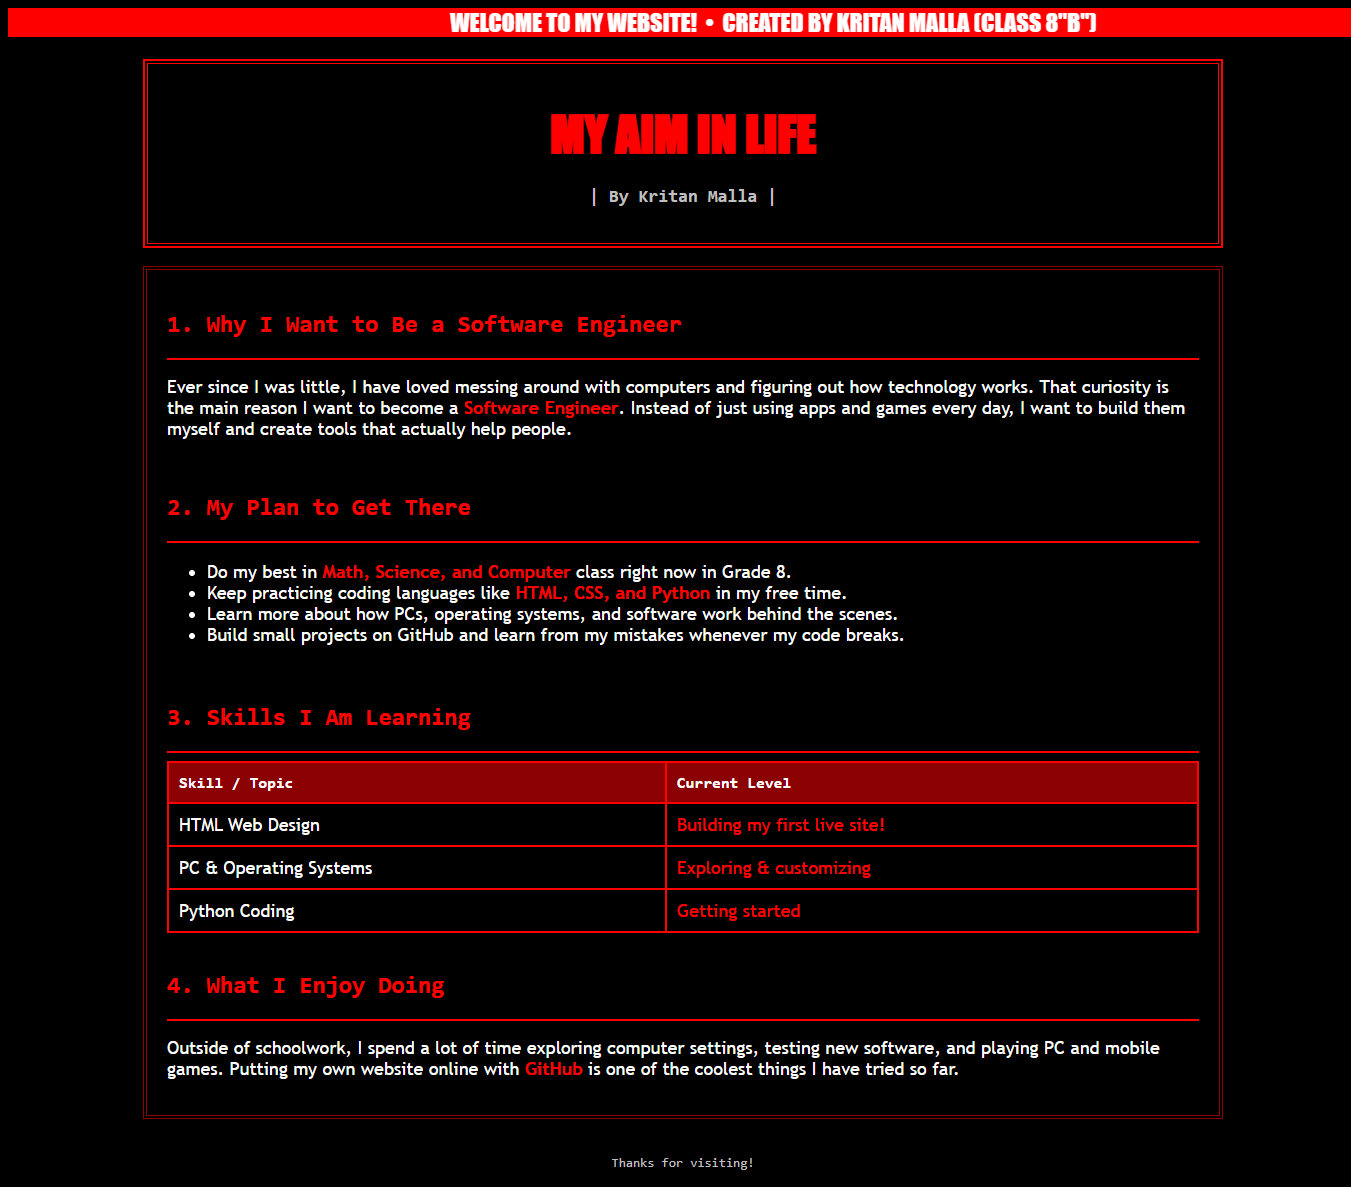 WELCOME TO MY WEBSITE! • CREATED BY KRITAN MALLA (CLASS 8"B")
MY AIM IN LIFE
| By Kritan Malla |
1. Why I Want to Be a Software Engineer
Ever since I was little, I have loved messing around with computers and figuring out how technology works. That curiosity is
the main reason I want to become a Software Engineer. Instead of just using apps and games every day, I want to build them
myself and create tools that actually help people.
2. My Plan to Get There
• Do my best in Math, Science, and Computer class right now in Grade 8.
• Keep practicing coding languages like HTML, CSS, and Python in my free time.
• Learn more about how PCs, operating systems, and software work behind the scenes.
• Build small projects on GitHub and learn from my mistakes whenever my code breaks.
3. Skills I Am Learning
Skill / Topic Current Level
HTML Web Design Building my first live site!
PC & Operating Systems Exploring & customizing
Python Coding Getting started
4. What I Enjoy Doing
Outside of schoolwork, I spend a lot of time exploring computer settings, testing new software, and playing PC and mobile
games. Putting my own website online with GitHub is one of the coolest things I have tried so far.
Thanks for visiting!